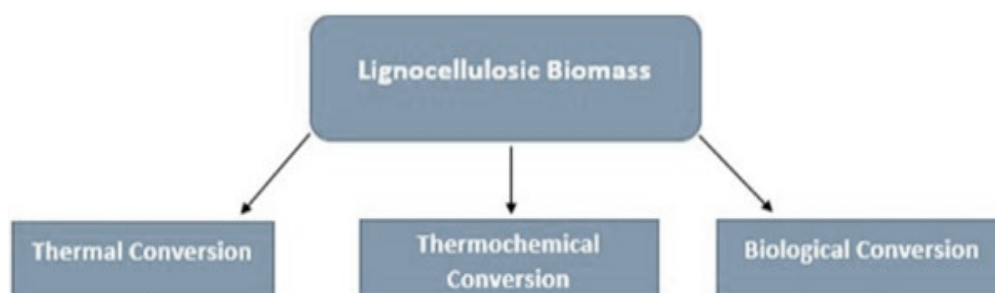 Lignocellulosic Biomass
Thermal Conversion
Thermochemical
Conversion
Biological Conversion